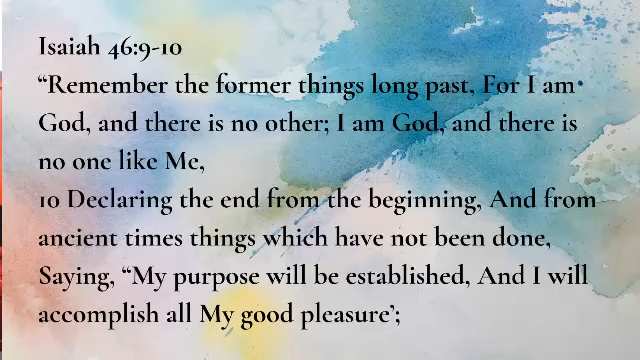 Isaiah 46:9-10
“Remember the former things long past, For I am
God, and there is no other; I am God, and there is
no one like Me,
10 Declaring the end from the beginning, And from
ancient times things which have not been done,
Saying, “My purpose will be established, And I will
accomplish all My good pleasure’;